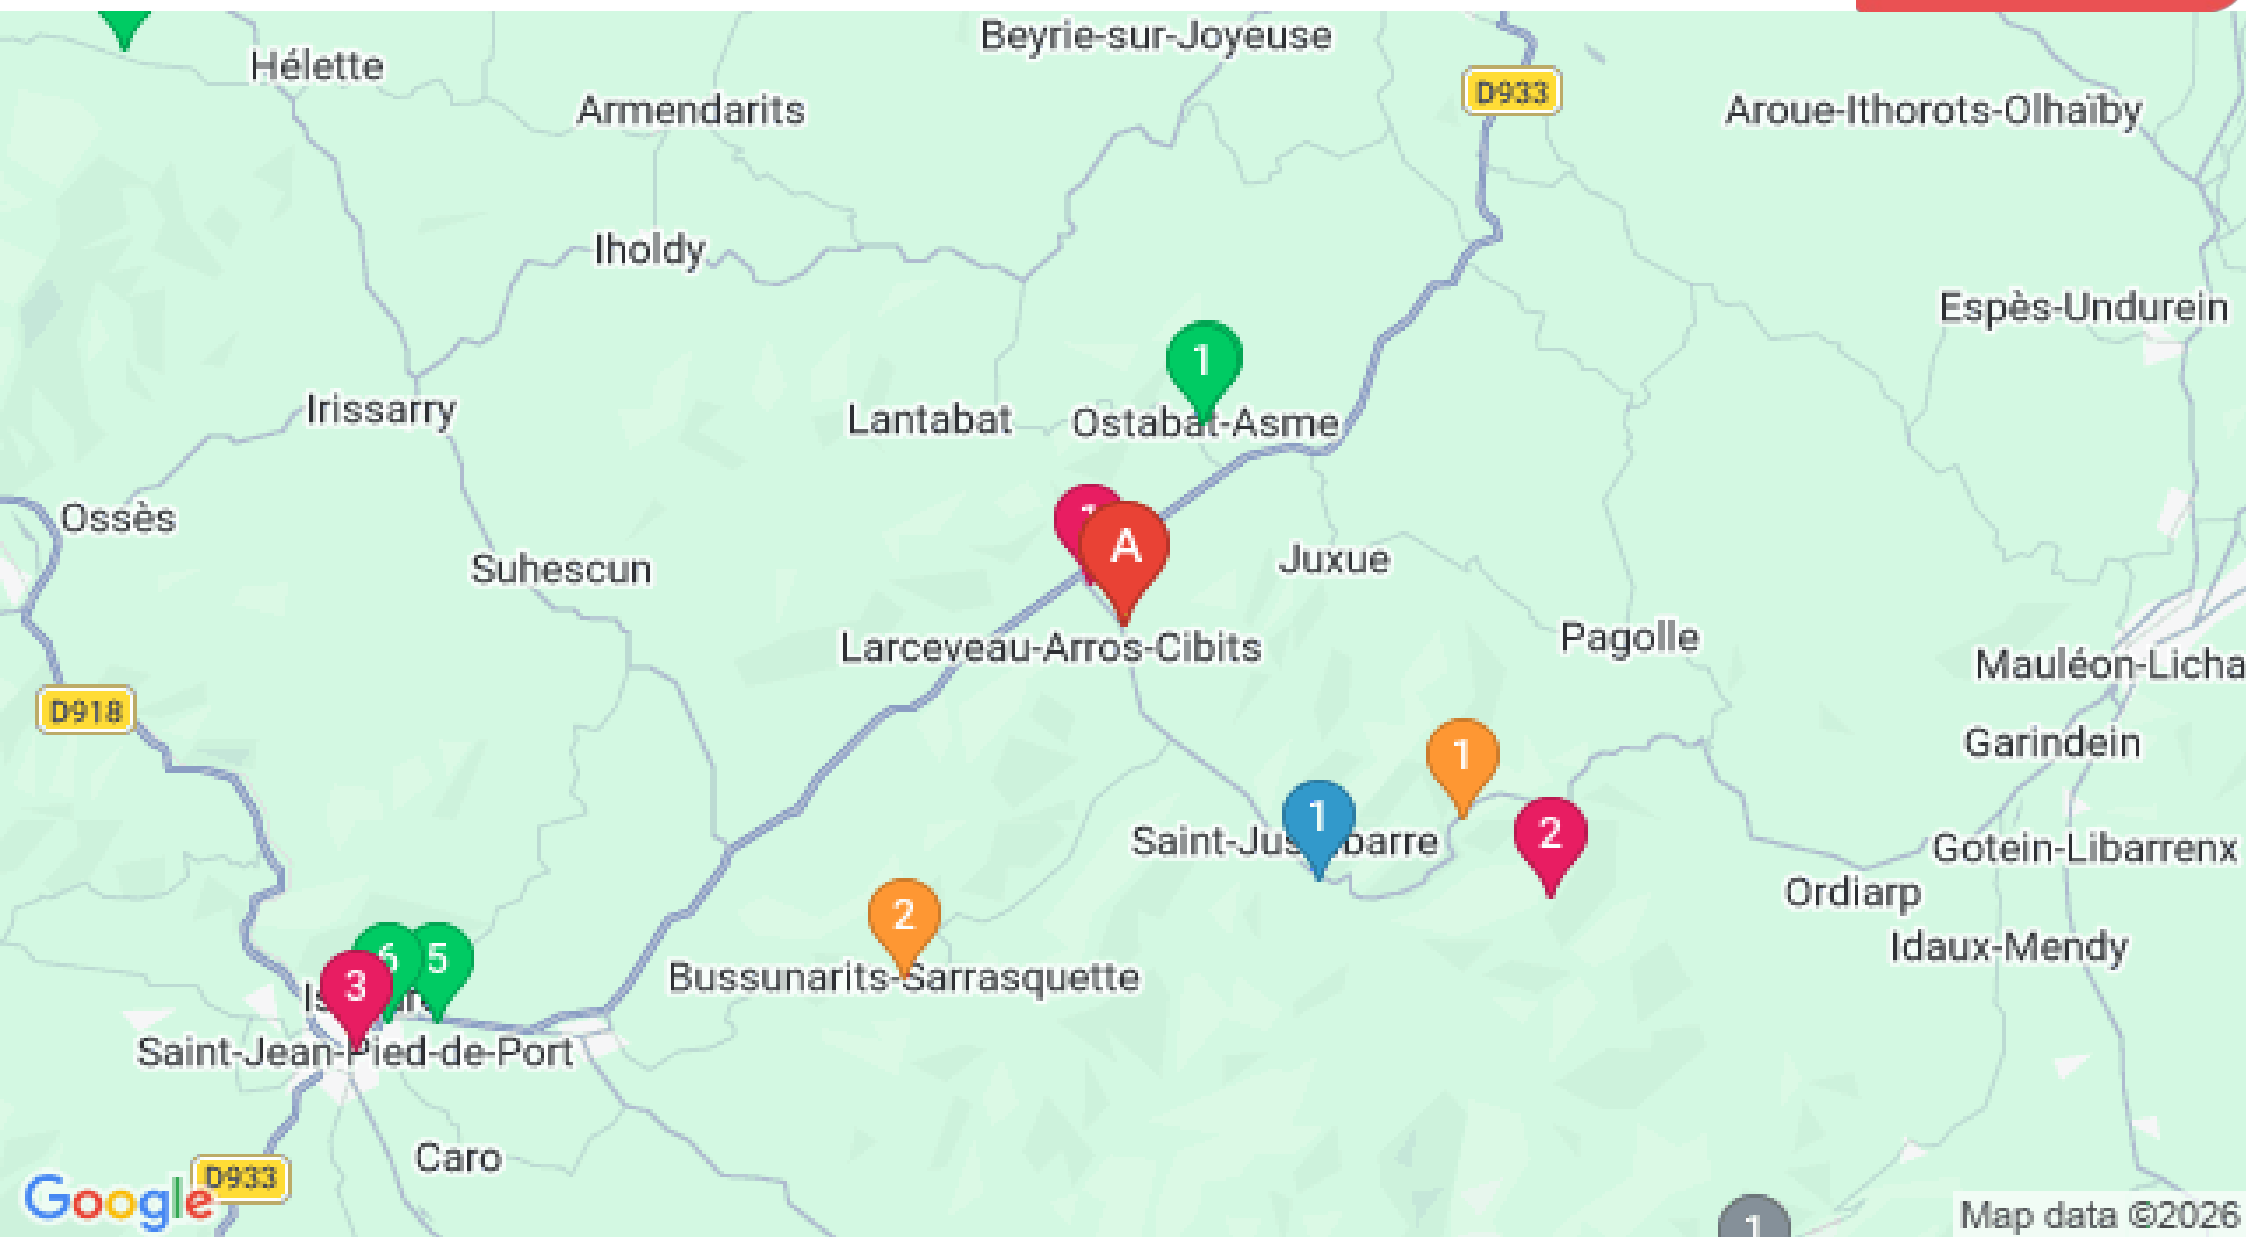 Beyrie-sur-Joyeuse
Hélette
D933
Armendarits
Aroue-Ithorots-Olhaïby
Iholdy
Espès-Undurein
1
Irissarry
Lantabat
Ostabat-Asme
Ossès
1
A
Suhescun
Juxue
Pagolle
Larceveau-Arros-Cibits
Mauléon-Licha
D918
Garindein
1
1
2
Saint-Jus
barre
Gotein-Libarrenx
Ordiarp
2
Idaux-Mendy
6
5
3
Bussunarits-Sarrasquette
Saint-Jean-Pied-de-Port
Caro
D933
Google
1
Map data ©2026